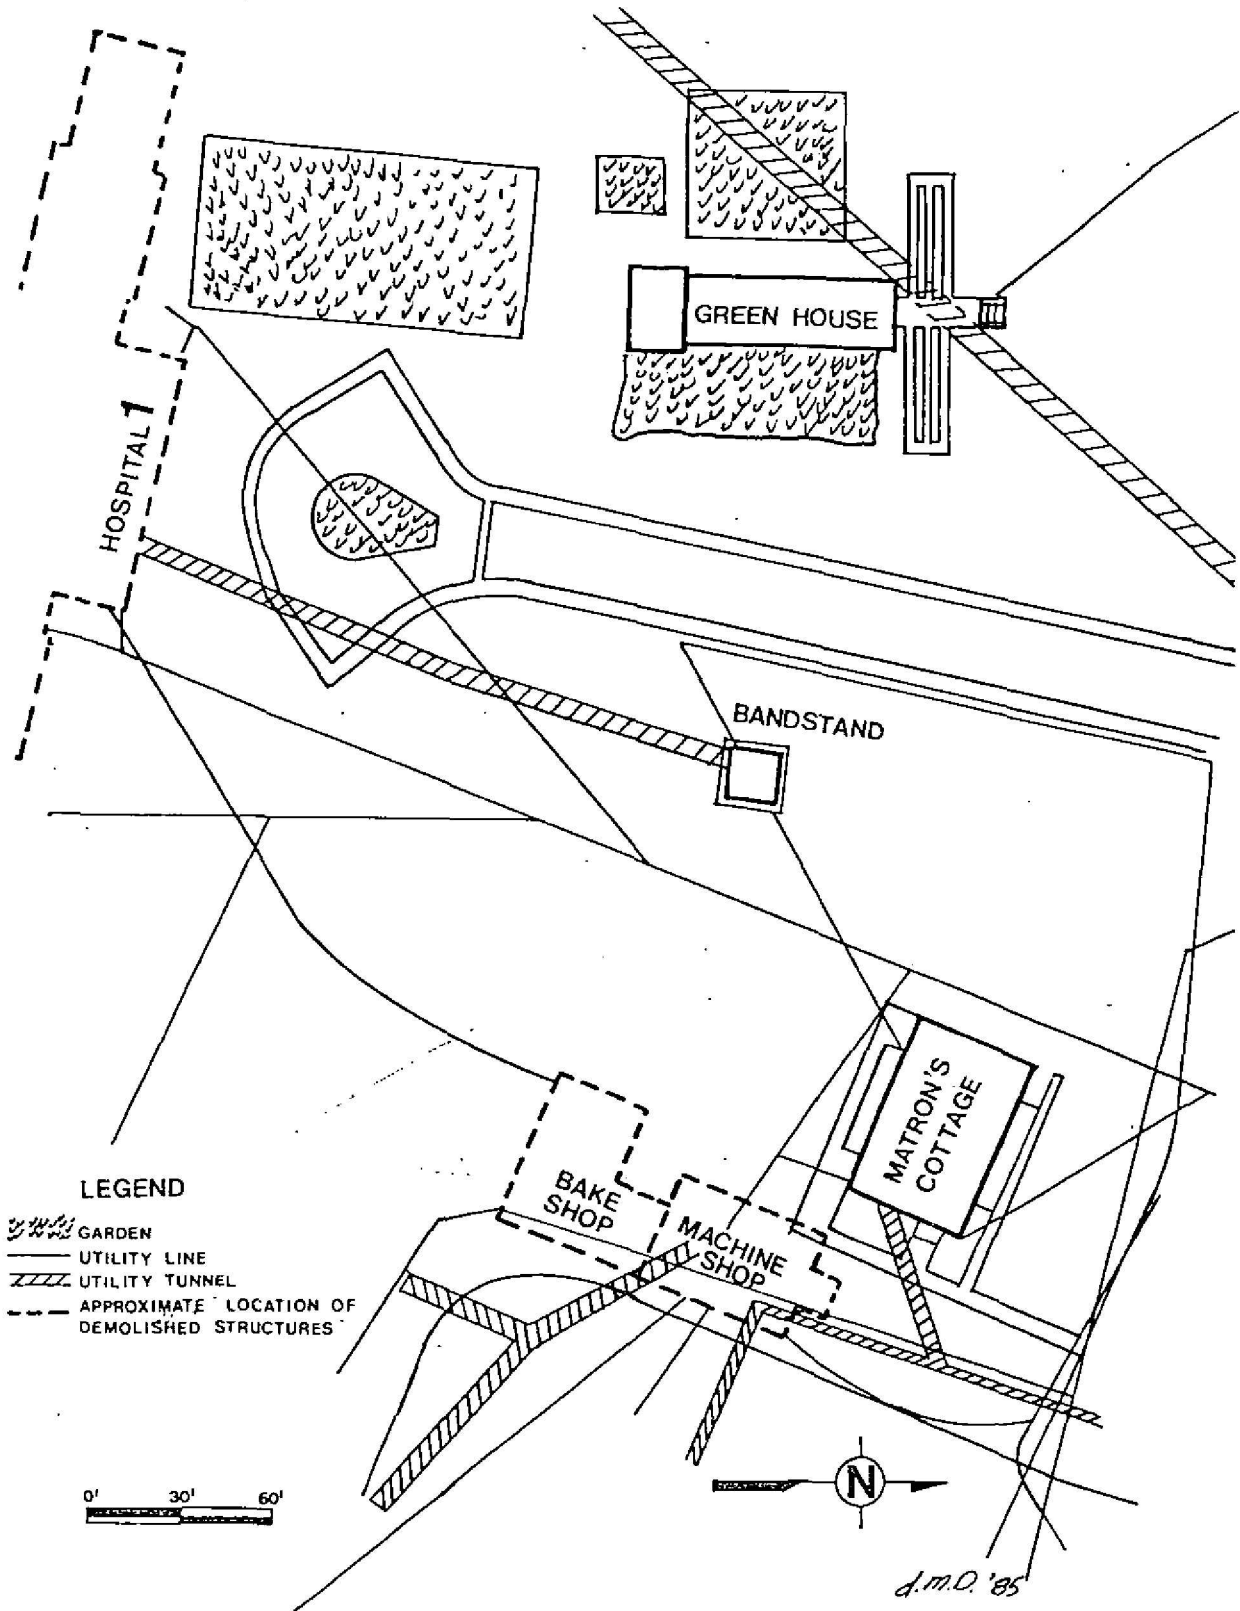 GREEN HOUSE
HOSPITAL 1
BANDSTAND
MATRON'S
COTTAGE
BAKE
SHOP
MACHINE
SHOP
LEGEND
GARDEN
UTILITY LINE
UTILITY TUNNEL
APPROXIMATE LOCATION OF
DEMOLISHED STRUCTURES
0' 30' 60'
N
d.m.D. '85